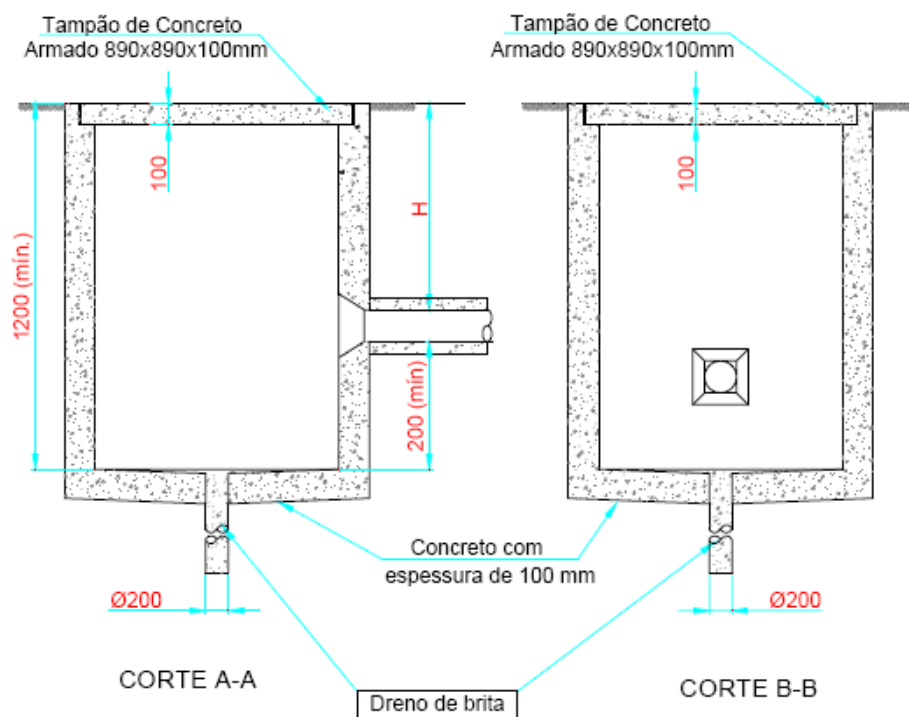 Tampão de Concreto
Armado 890x890x100mm
Tampão de Concreto
Armado 890x890x100mm
100
H
1200 (mín.)
200 (mín)
100
Concreto com
espessura de 100 mm
Ø200
Ø200
CORTE A-A
CORTE B-B
Dreno de brita